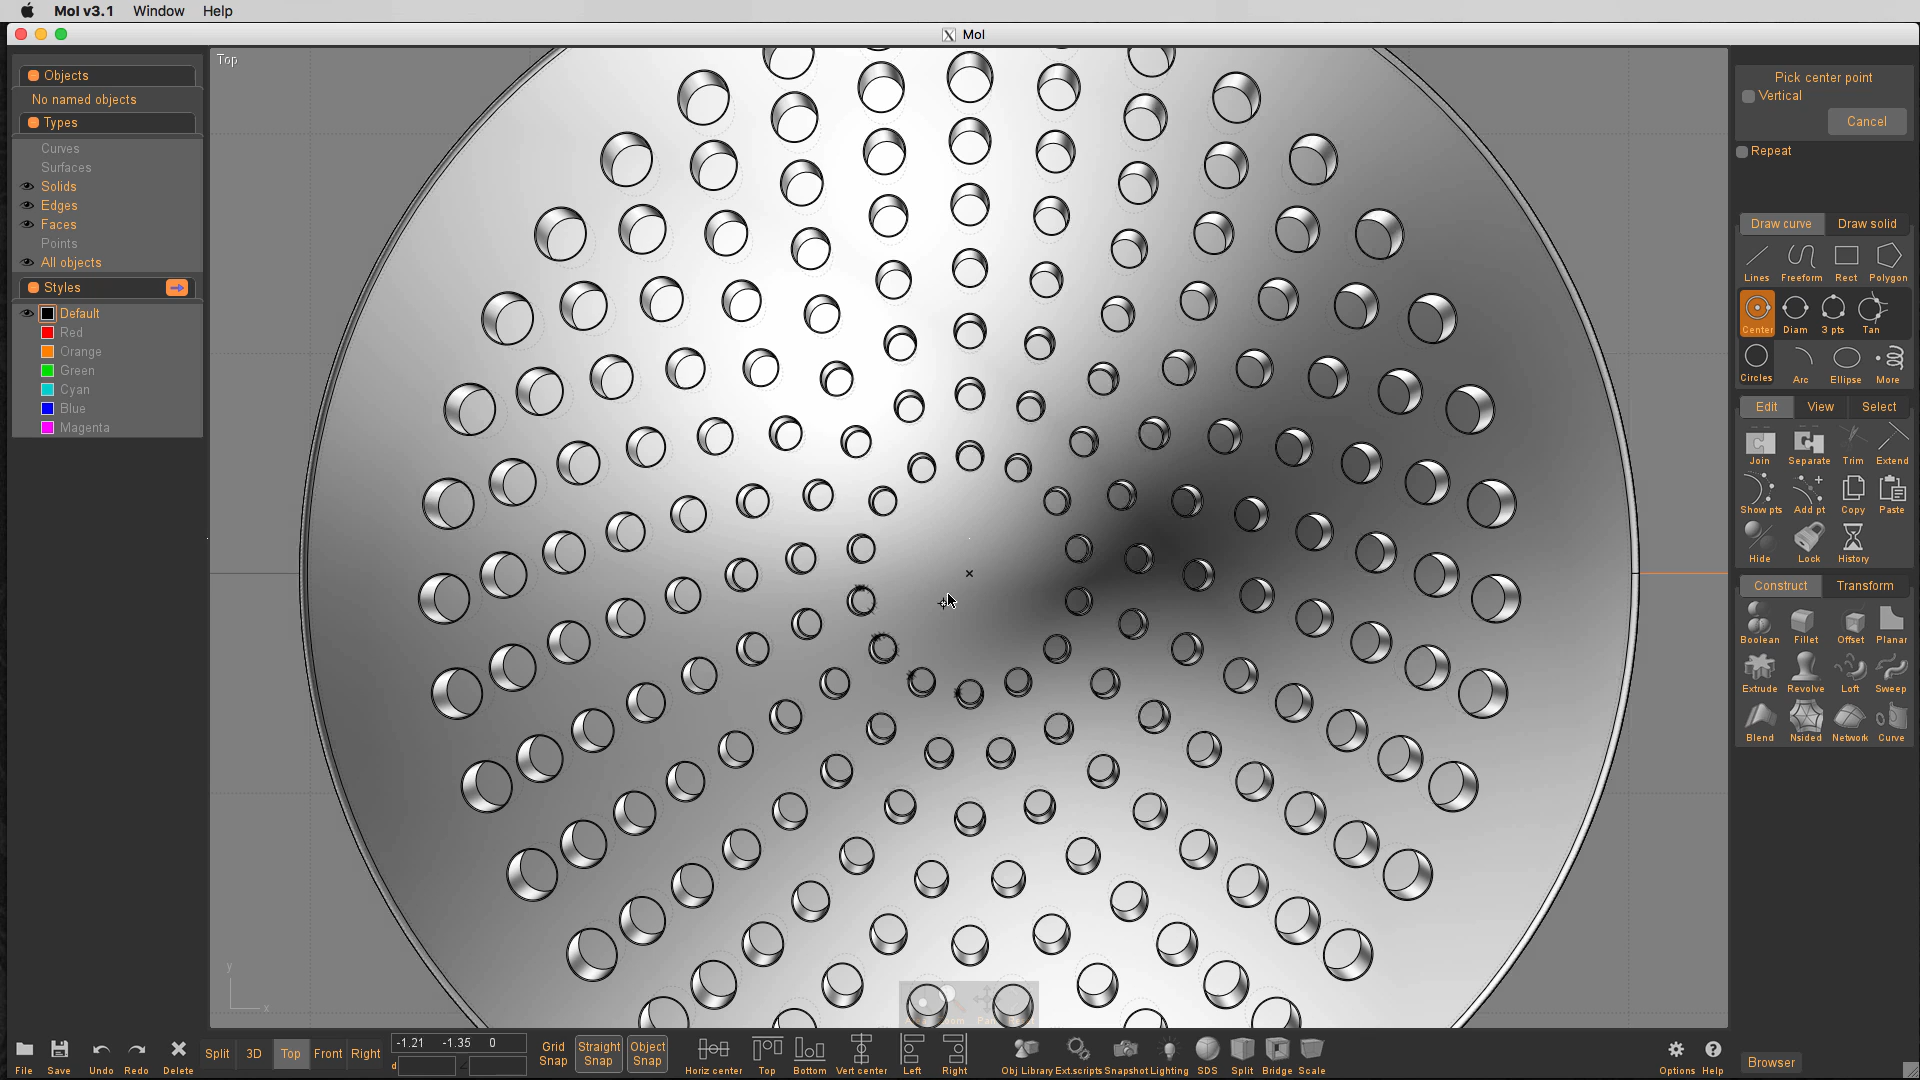 MoI v3.1 Window Help
MoI
Top
Objects
No named objects
Types
Curves
Surfaces
Solids
Edges
Faces
Points
All objects
Styles
Default
Red
Orange
Green
Cyan
Blue
Magenta
Pick center point
Vertical
Cancel
Repeat
Draw curve Draw solid
Lines Freeform Rect Polygon
Center Diam 3 pts Tan
Circles Arc Ellipse More
Edit View Select
Join Separate Trim Extend
Show pts Add pt Copy Paste
Hide Lock History
Construct Transform
Boolean Fillet Offset Planar
Extrude Revolve Loft Sweep
Blend Nsided Network Curve
y
x
File Save Undo Redo Delete
Split 3D Top Front Right
-1.21 -1.35 0
d
Grid Snap Straight Snap Object Snap
Horiz center Top Bottom Vert center Left Right
Obj Library Ext.scripts Snapshot Lighting SDS Split Bridge Scale
Options Help
Browser